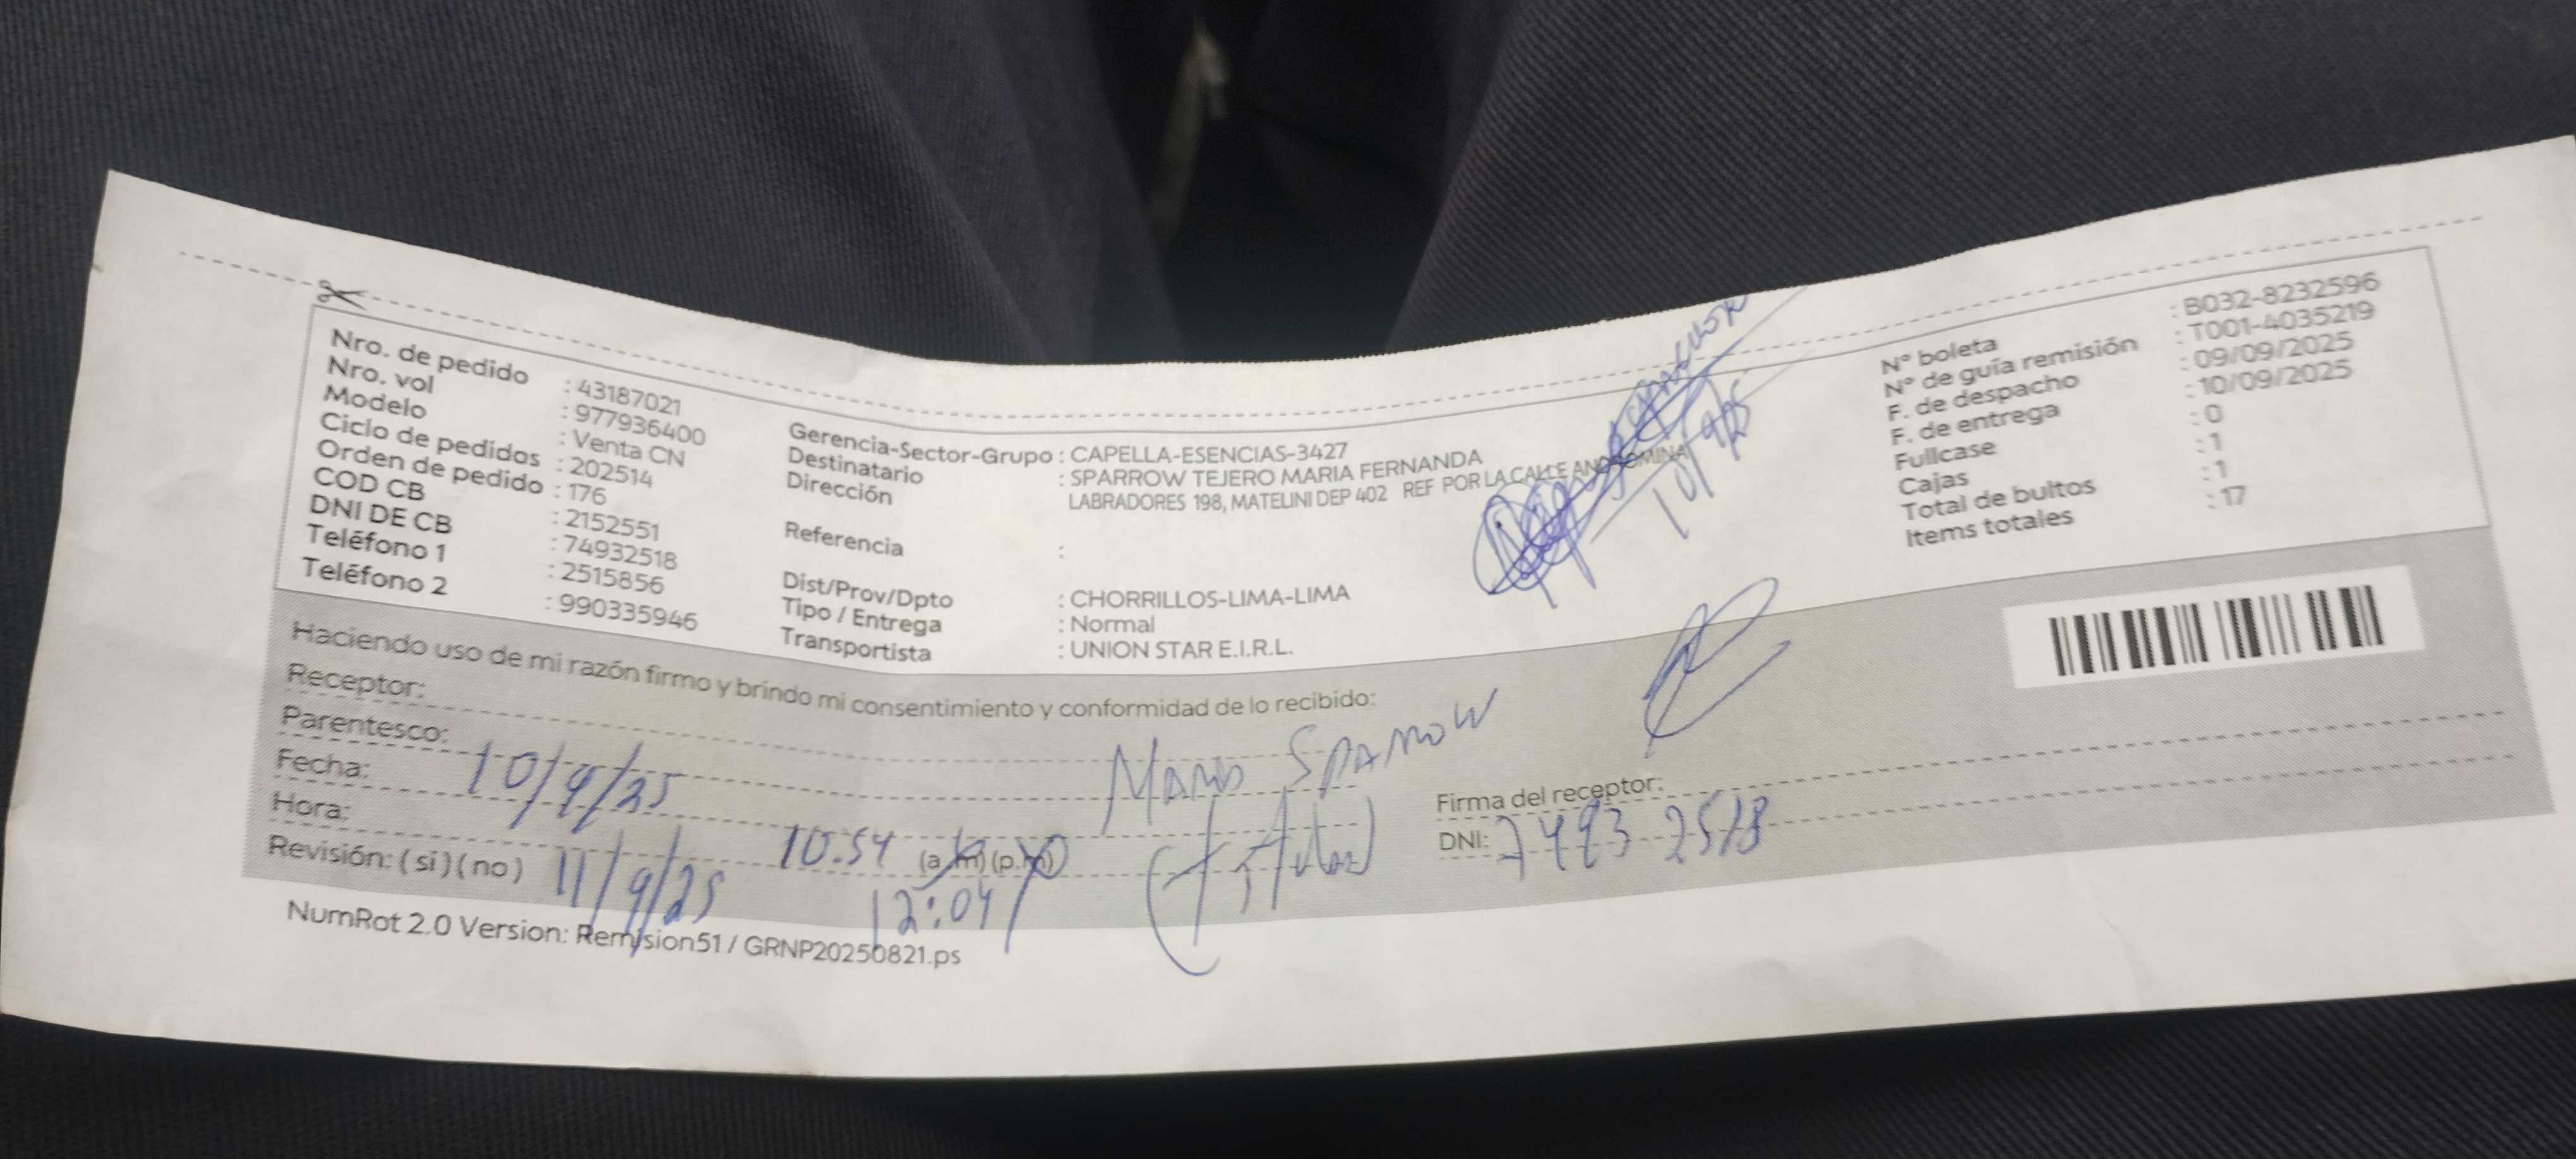 Nro. de pedido : 43187021
Nro. vol : 977936400
Modelo : Venta CN
Ciclo de pedidos : 202514
Orden de pedido : 176
COD CB : 2152551
DNI DE CB : 74932518
Teléfono 1 : 2515856
Teléfono 2 : 990335946
Gerencia-Sector-Grupo : CAPELLA-ESENCIAS-3427
Destinatario : SPARROW TEJERO MARIA FERNANDA
Dirección : LABRADORES 198, MATELINI DEP 402 REF POR LA CALLE
Referencia :
Dist/Prov/Dpto : CHORRILLOS-LIMA-LIMA
Tipo / Entrega : Normal
Transportista : UNION STAR E.I.R.L.
10/9/25
N° boleta : B032-8232596
N° de guía remisión : T001-4035219
F. de despacho : 09/09/2025
F. de entrega : 10/09/2025
Fullcase : 0
Cajas : 1
Total de bultos : 1
Items totales : 17
Haciendo uso de mi razón firmo y brindo mi consentimiento y conformidad de lo recibido:
Receptor: Sparrow
Parentesco:
Fecha: 10/9/25
Hora: 10:54 (a.m) (p.m)
Revisión: ( si ) ( no ) 11/9/25 12:04
Firma del receptor:
DNI: 7493 2518
NumRot 2.0 Version: Remision51 / GRNP20250821.ps